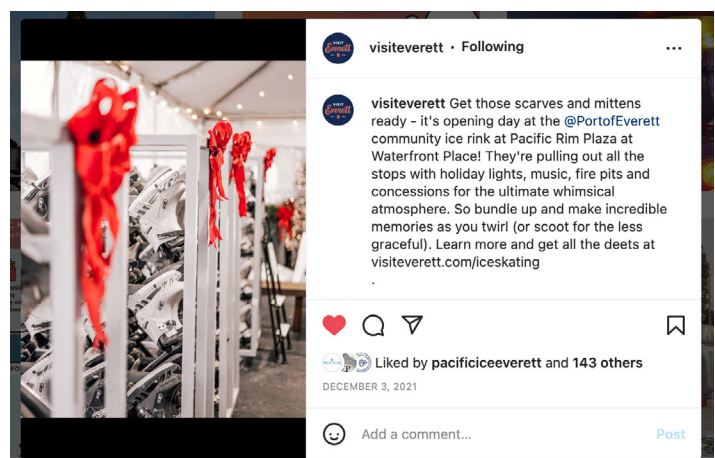 VISIT
Everett
visiteverett • Following
VISIT
Everett
visiteverett Get those scarves and mittens
ready - it's opening day at the @PortofEverett
community ice rink at Pacific Rim Plaza at
Waterfront Place! They're pulling out all the
stops with holiday lights, music, fire pits and
concessions for the ultimate whimsical
atmosphere. So bundle up and make incredible
memories as you twirl (or scoot for the less
graceful). Learn more and get all the deets at
visiteverett.com/iceskating
.
Liked by pacificiceeverett and 143 others
DECEMBER 3, 2021
Add a comment...
Post